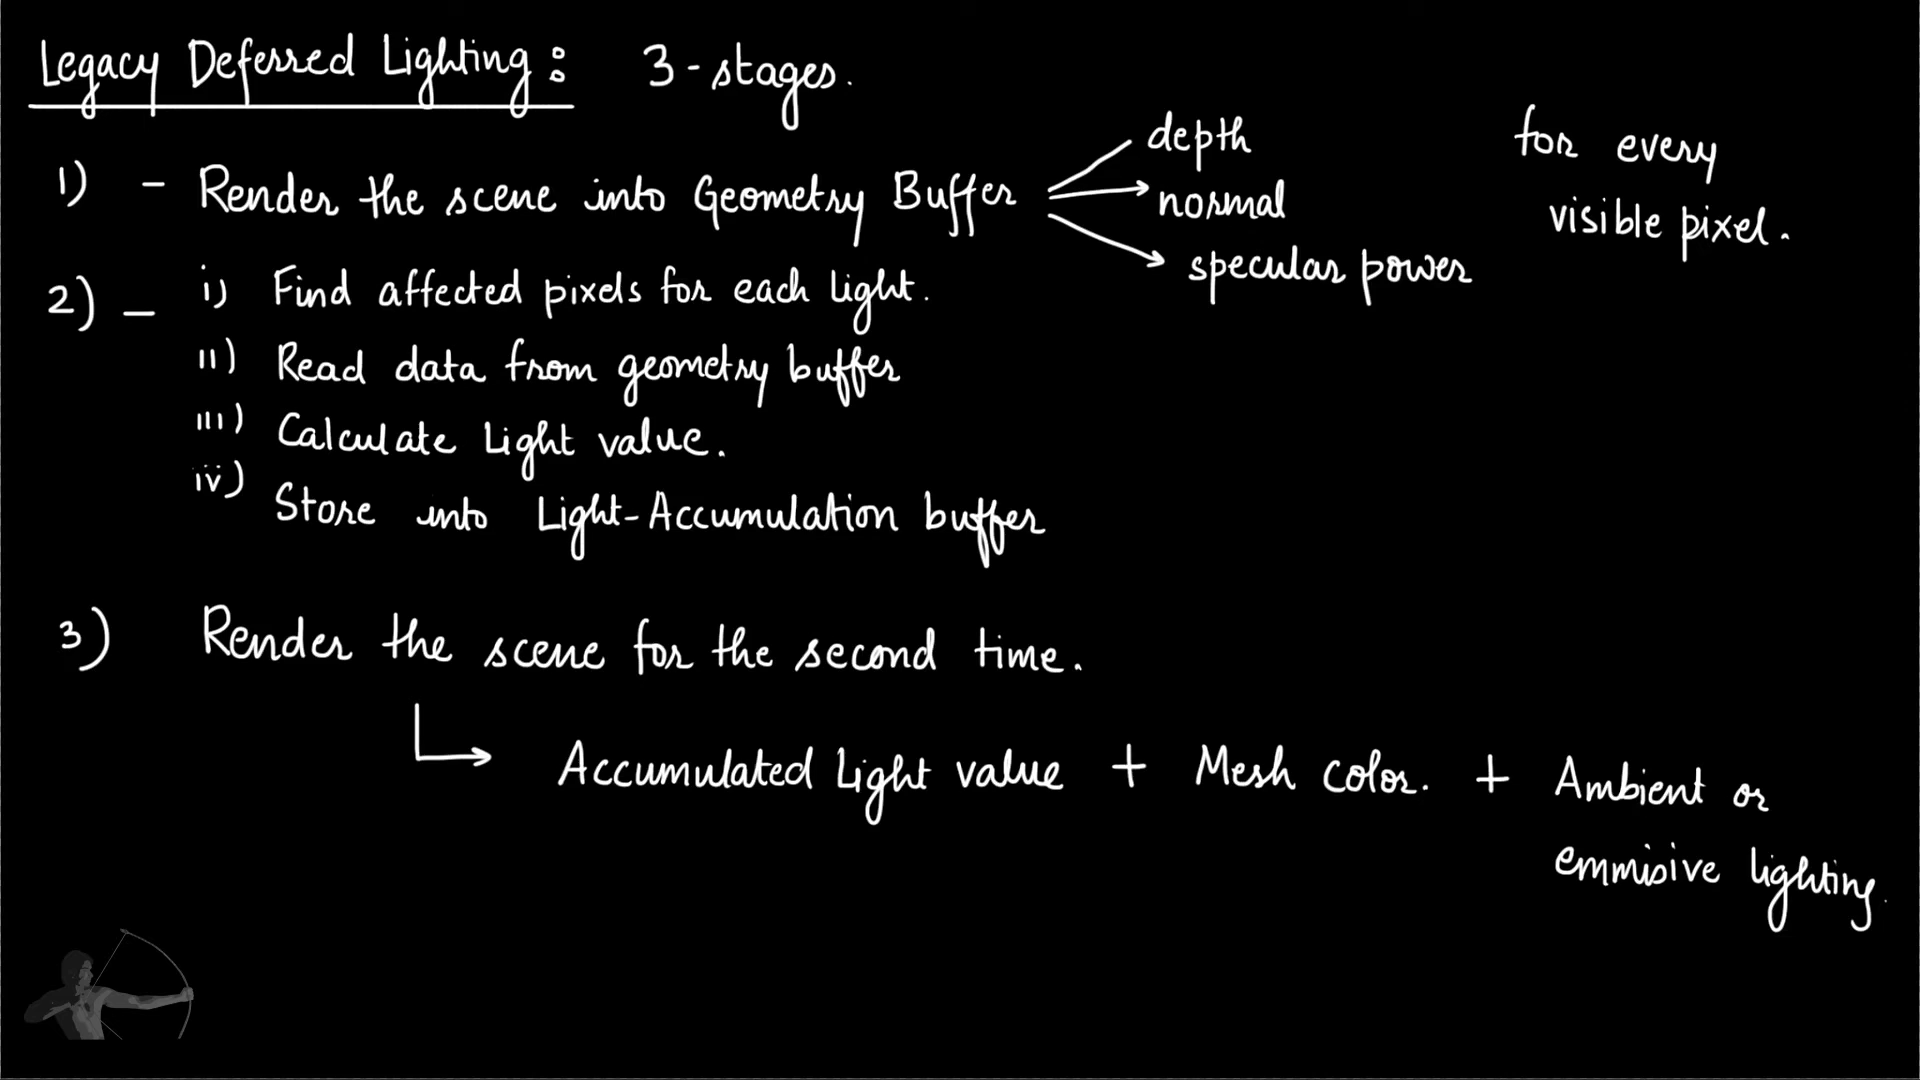 Legacy Deferred Lighting: 3-stages.
1) - Render the scene into Geometry Buffer
depth
normal
specular power
for every
visible pixel.
2) - i) Find affected pixels for each light.
ii) Read data from geometry buffer
iii) Calculate Light value.
iv) Store into Light-Accumulation buffer
3) Render the scene for the second time.
Accumulated Light value + Mesh color. + Ambient or
emmisive lighting.